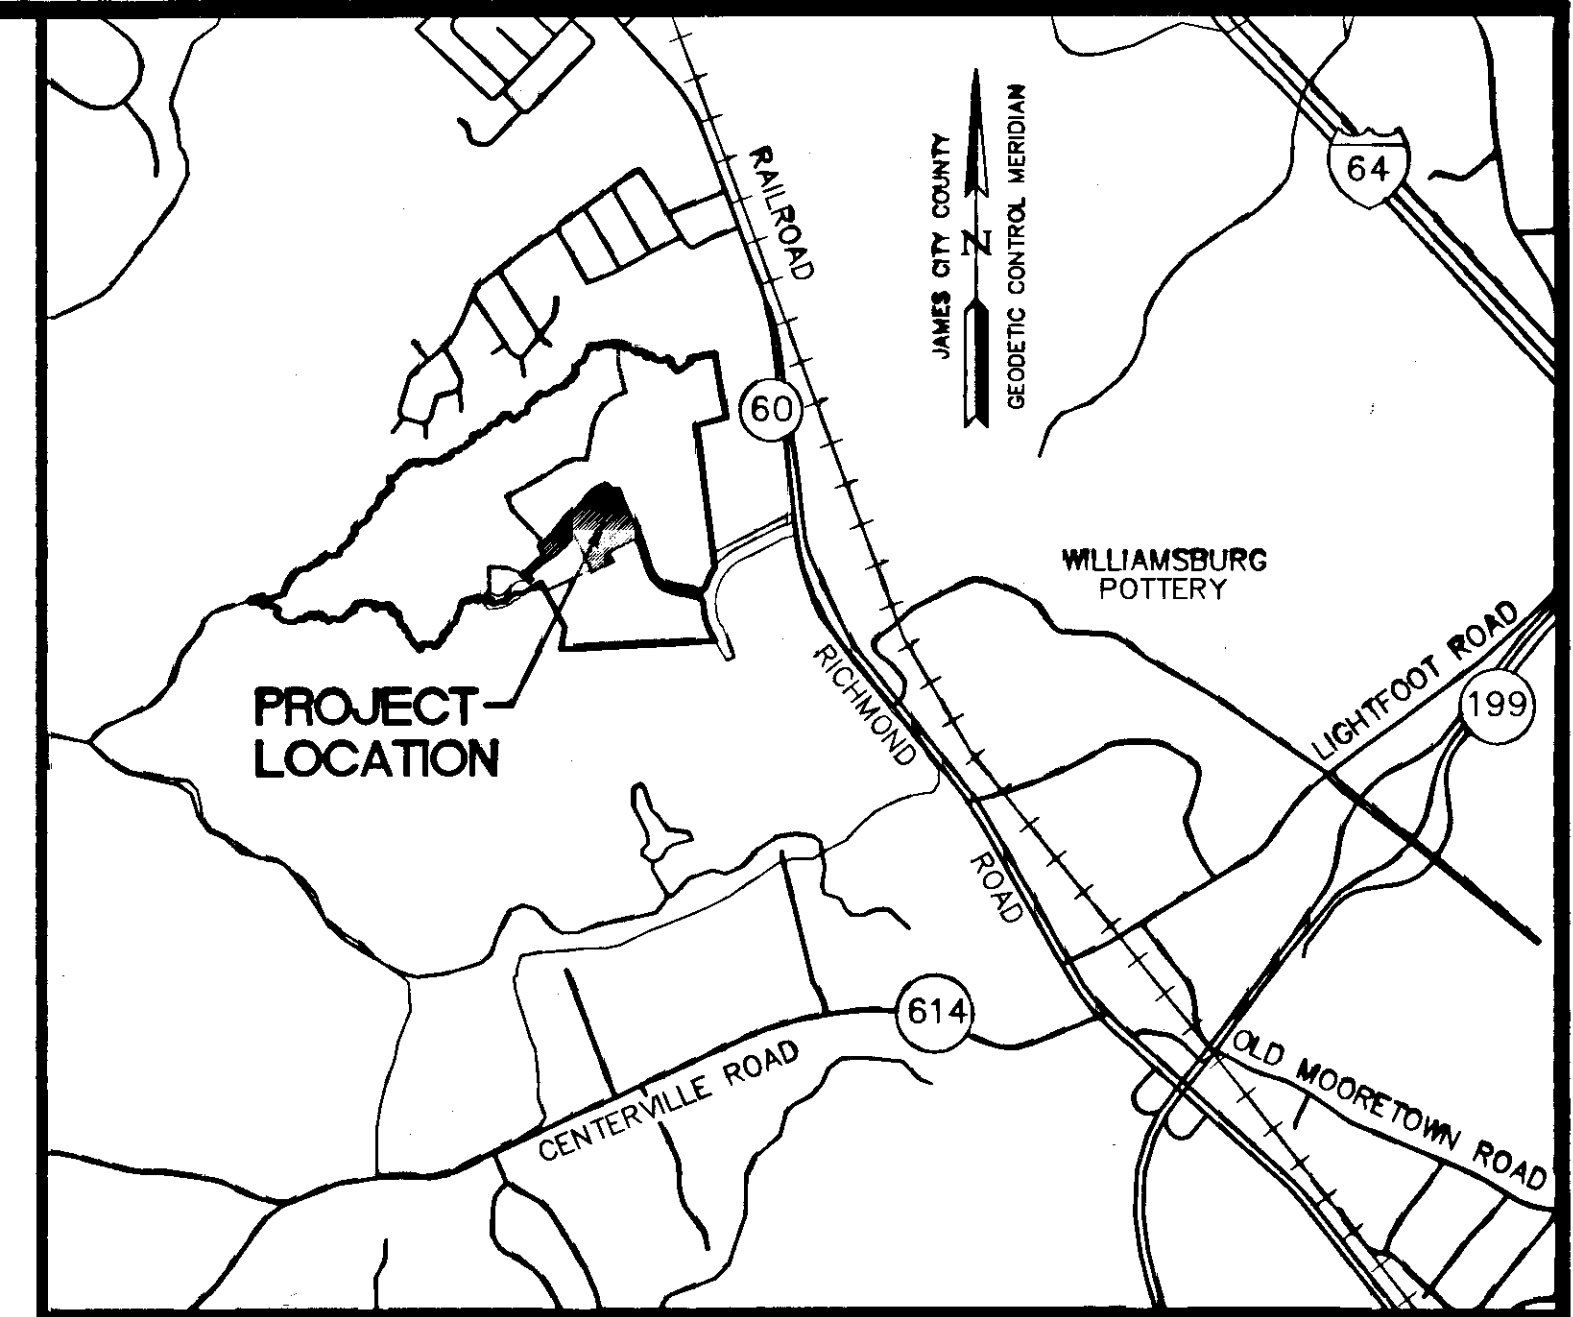 RAILROAD
JAMES CITY COUNTY
N
GEODETIC CONTROL MERIDIAN
64
60
WILLIAMSBURG
POTTERY
LIGHTFOOT ROAD
199
PROJECT
LOCATION
RICHMOND
ROAD
614
CENTERVILLE ROAD
OLD MOORETOWN ROAD